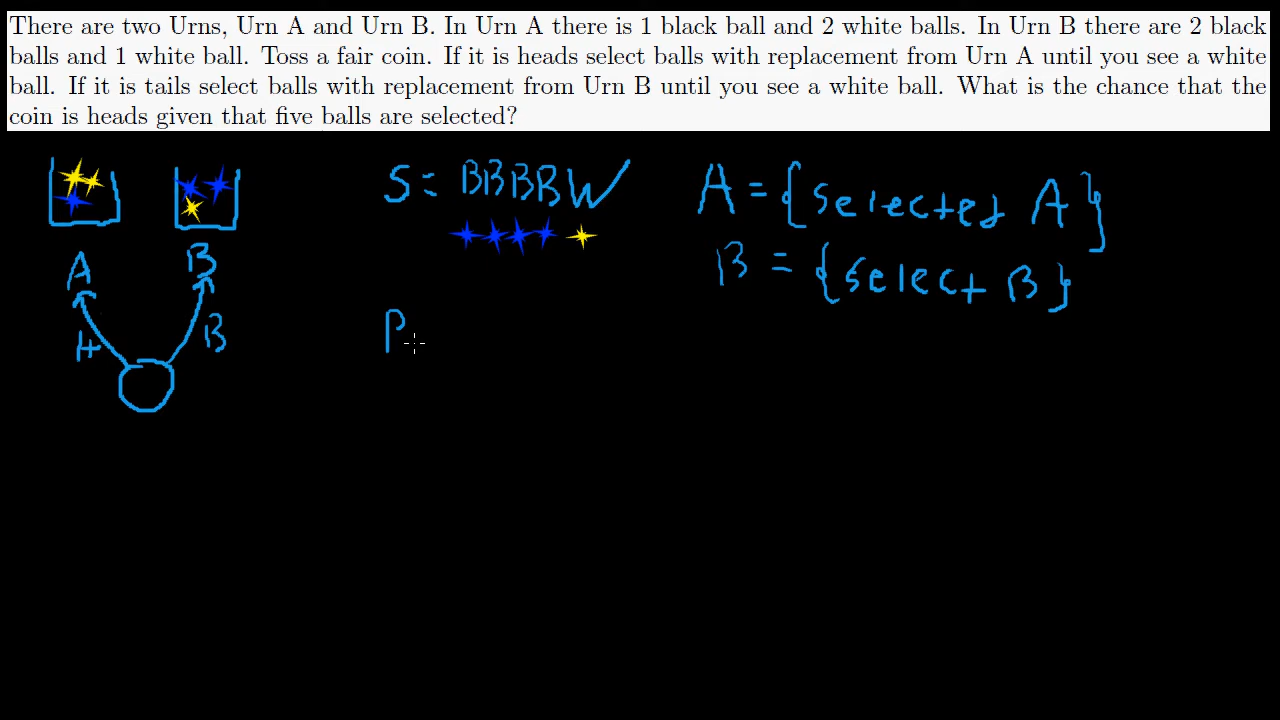 There are two Urns, Urn A and Urn B. In Urn A there is 1 black ball and 2 white balls. In Urn B there are 2 black
balls and 1 white ball. Toss a fair coin. If it is heads select balls with replacement from Urn A until you see a white
ball. If it is tails select balls with replacement from Urn B until you see a white ball. What is the chance that the
coin is heads given that five balls are selected?
S = BBBBW
A = {selected A}
B = {select B}
A
B
H
B
P